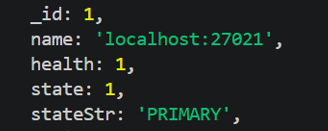 _id: 1,
name: 'localhost:27021',
health: 1,
state: 1,
stateStr: 'PRIMARY',